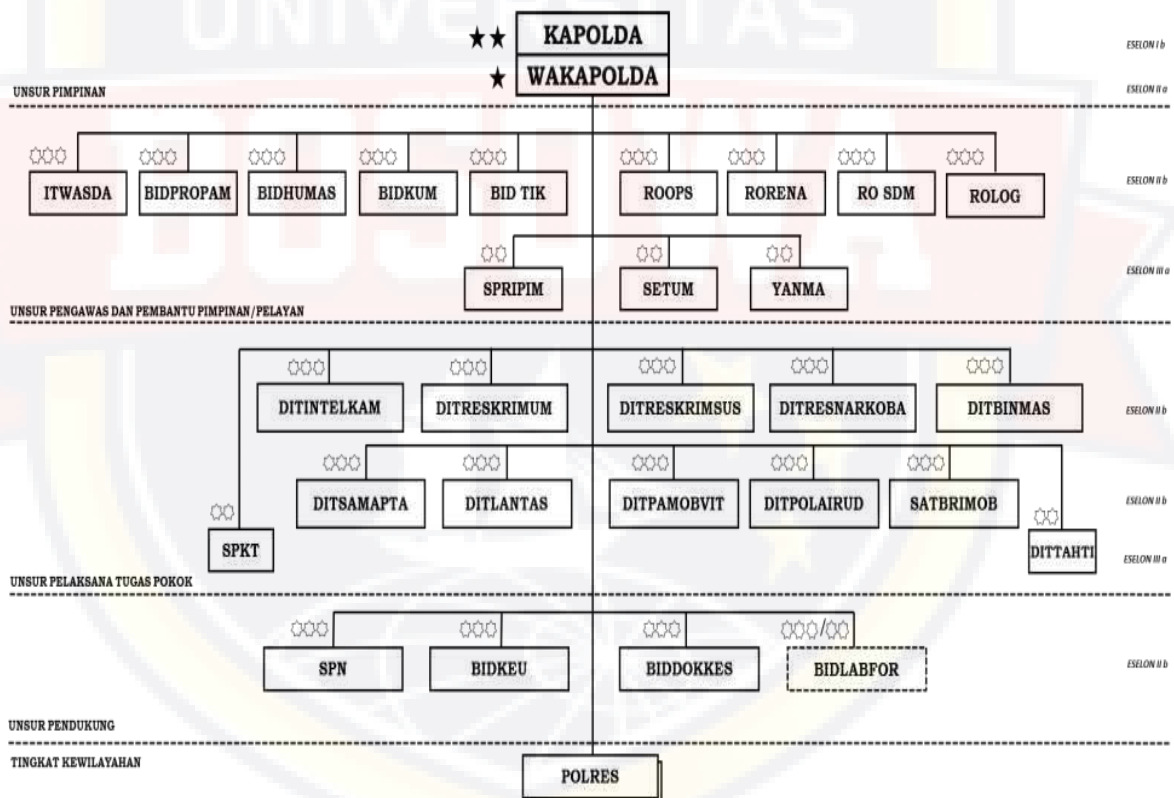 UNIVERSITAS
BOSOWA
KAPOLDA
ESELON I b
WAKAPOLDA
ESELON II a
UNSUR PIMPINAN
ITWASDA BIDPROPAM BIDHUMAS BIDKUM BID TIK ROOPS RORENA RO SDM ROLOG
ESELON II b
SPRIPIM SETUM YANMA
ESELON III a
UNSUR PENGAWAS DAN PEMBANTU PIMPINAN/PELAYAN
DITINTELKAM DITRESKRIMUM DITRESKRIMSUS DITRESNARKOBA DITBINMAS
ESELON II b
DITSAMAPTA DITLANTAS DITPAMOBVIT DITPOLAIRUD SATBRIMOB
ESELON II b
SPKT DITTAHTI
ESELON III a
UNSUR PELAKSANA TUGAS POKOK
SPN BIDKEU BIDDOKKES BIDLABFOR
ESELON II b
UNSUR PENDUKUNG
TINGKAT KEWILAYAHAN
POLRES